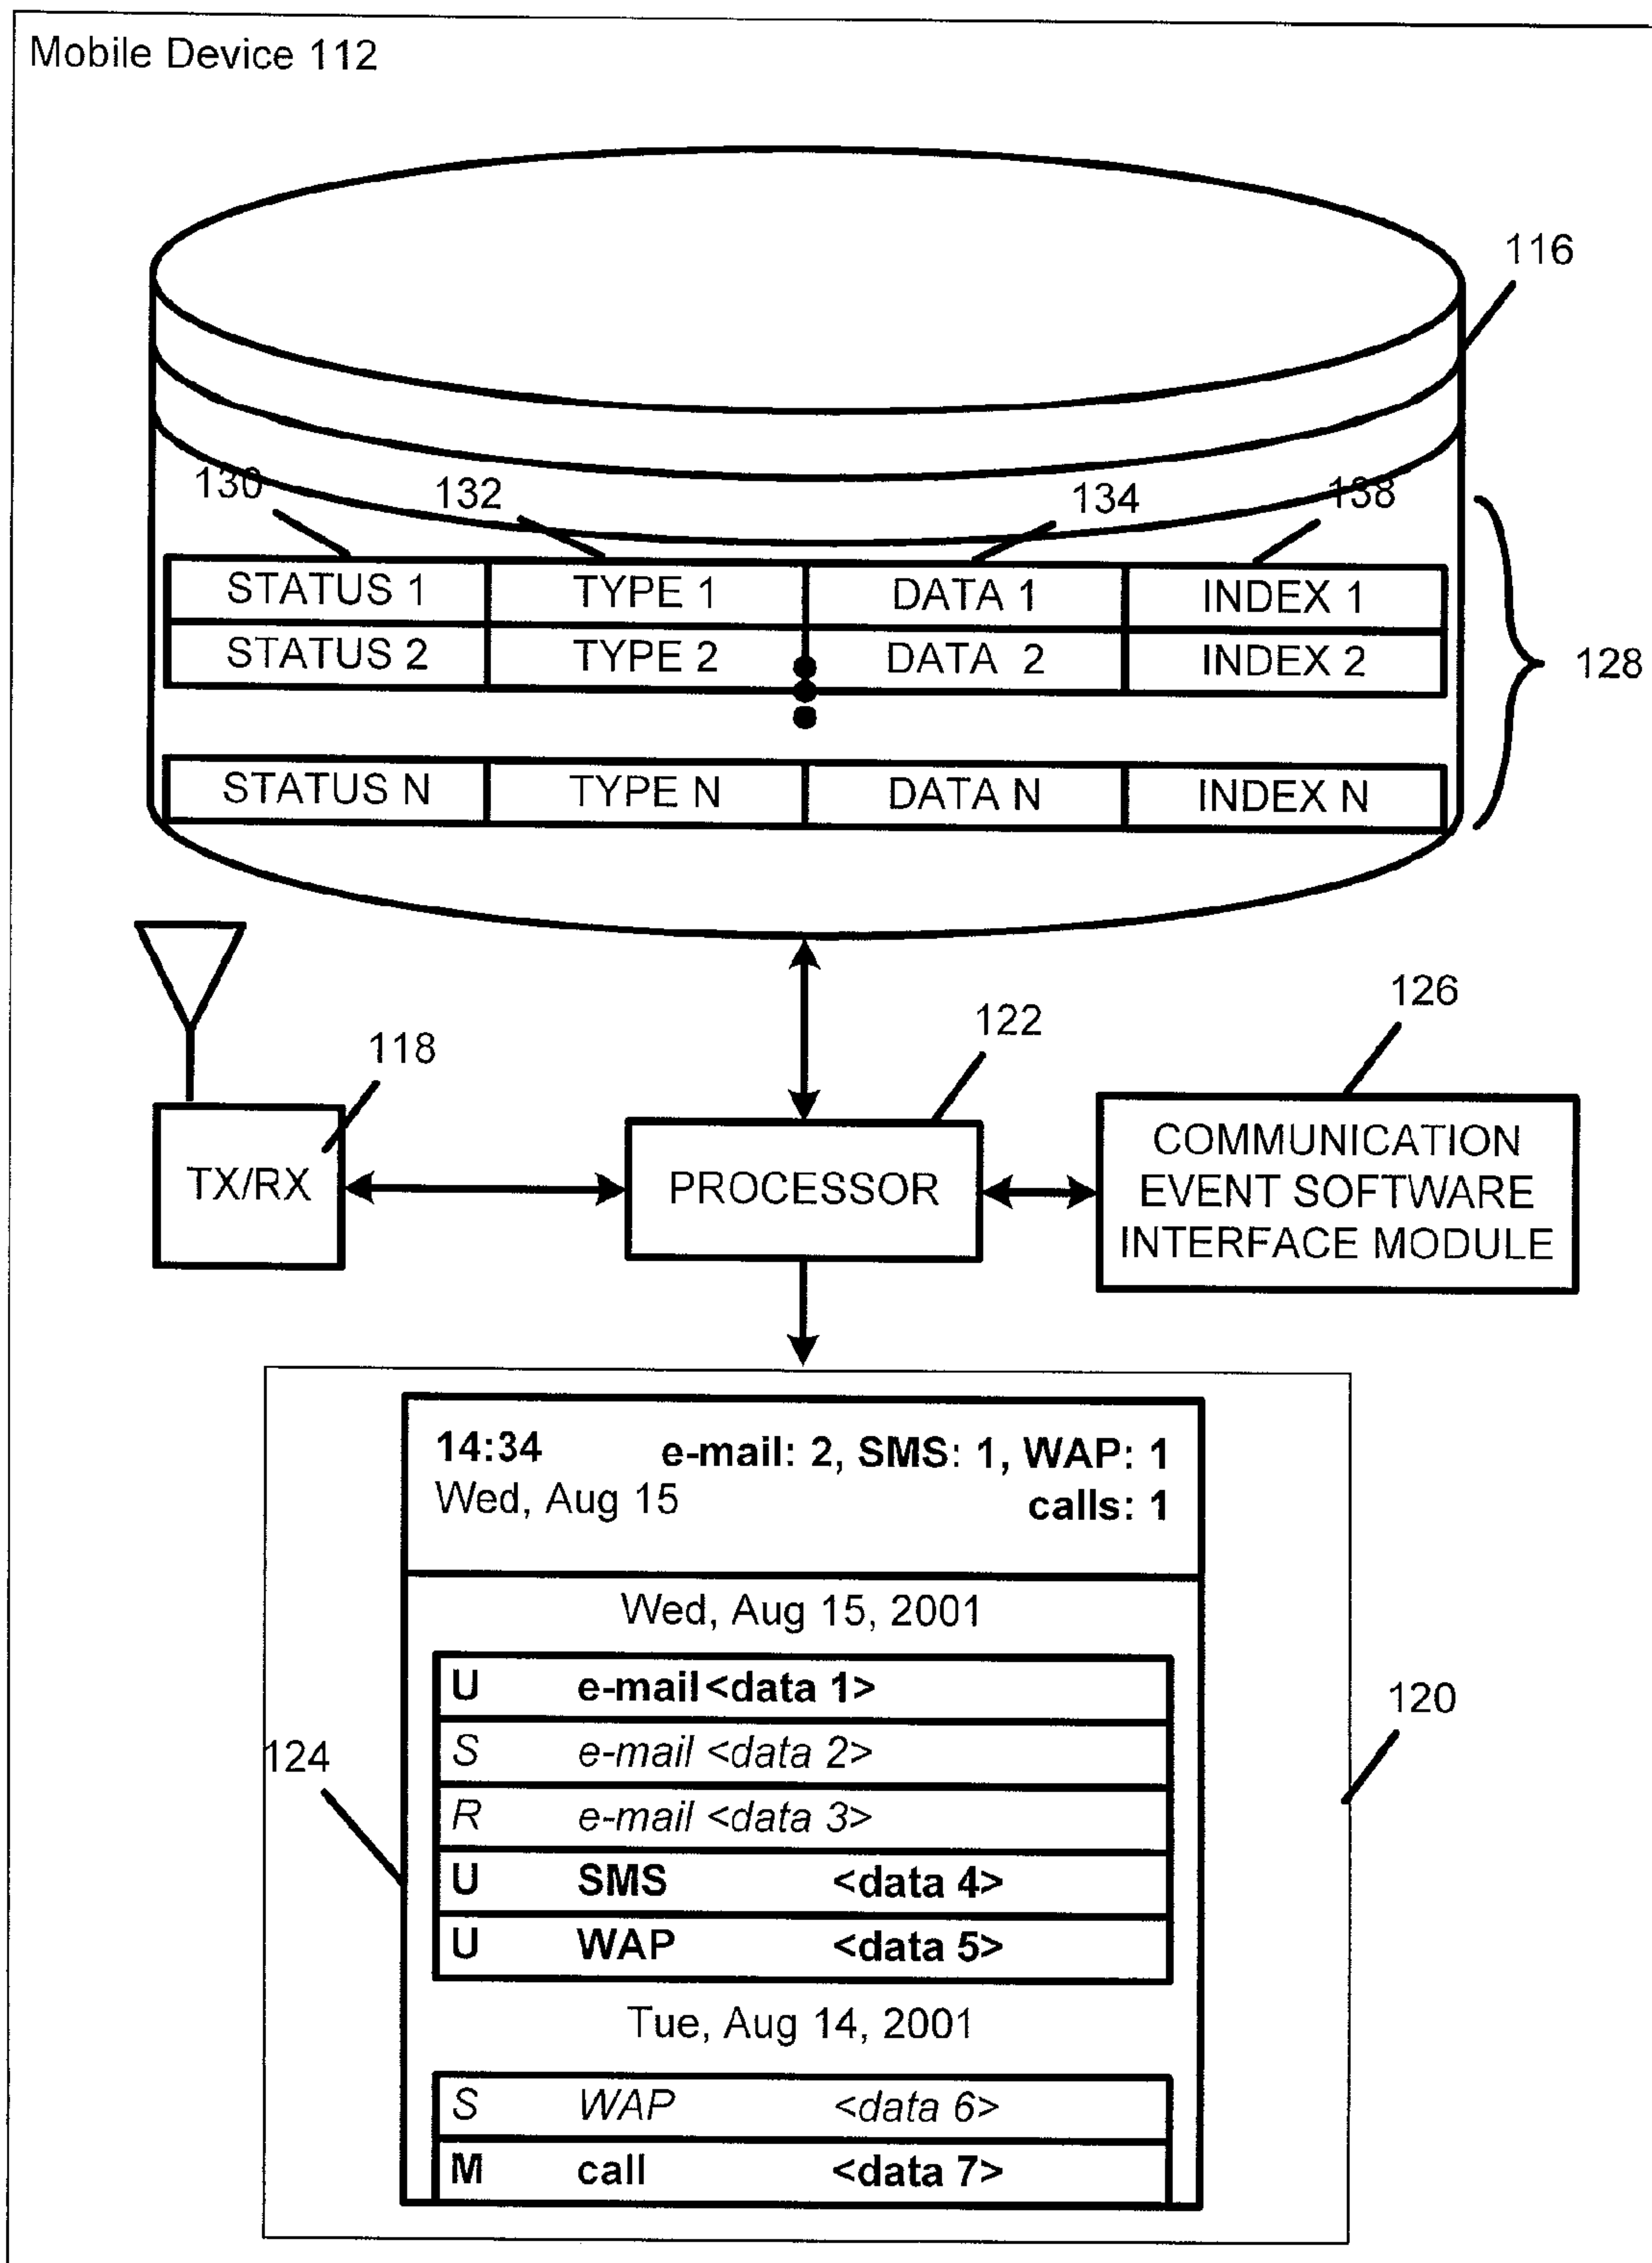 Mobile Device 112
116
130 132 134 138
STATUS 1 TYPE 1 DATA 1 INDEX 1
STATUS 2 TYPE 2 DATA 2 INDEX 2
128
STATUS N TYPE N DATA N INDEX N
118
122
126
TX/RX
PROCESSOR
COMMUNICATION
EVENT SOFTWARE
INTERFACE MODULE
14:34 e-mail: 2, SMS: 1, WAP: 1
Wed, Aug 15 calls: 1
Wed, Aug 15, 2001
U e-mail <data 1>
S e-mail <data 2>
R e-mail <data 3>
U SMS <data 4>
U WAP <data 5>
Tue, Aug 14, 2001
S WAP <data 6>
M call <data 7>
124
120